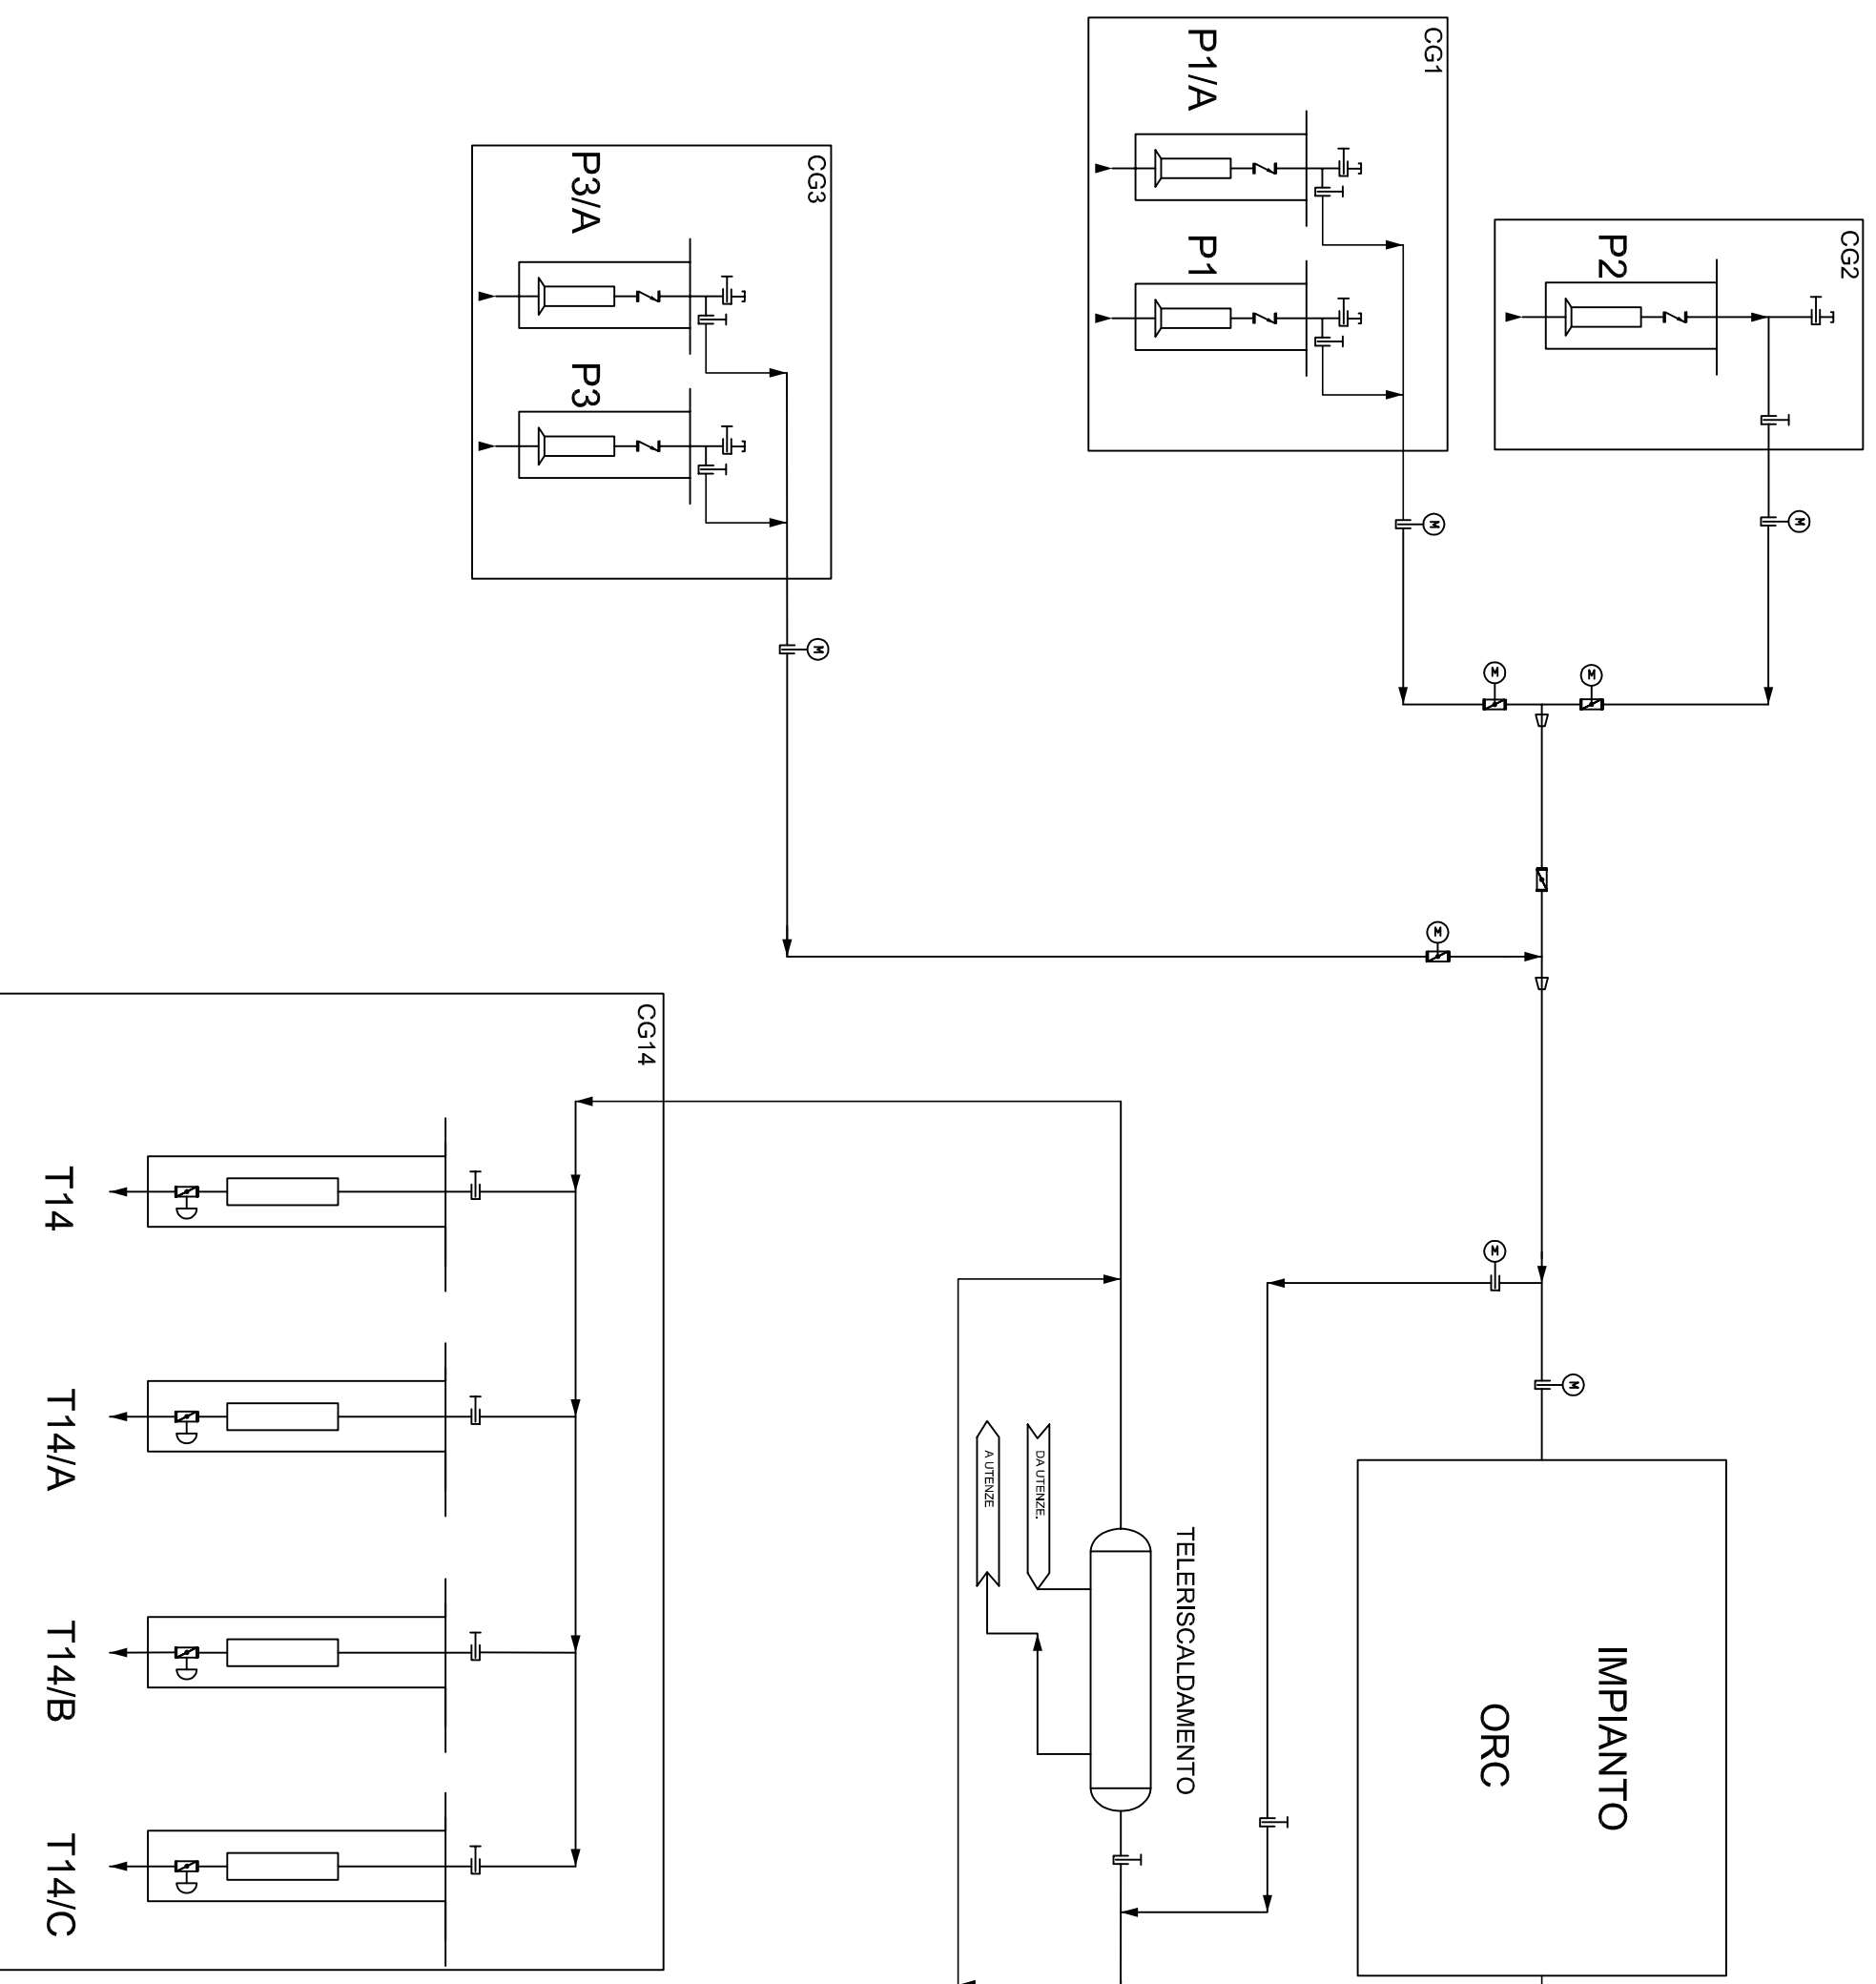 CG2
P2
CG1
P1/A
P1
CG3
P3/A
P3
M
M
M
M
M
M
M
M
CG14
T14
T14/A
T14/B
T14/C
DA UTENZE.
A UTENZE
TELERISCALDAMENTO
IMPIANTO
ORC